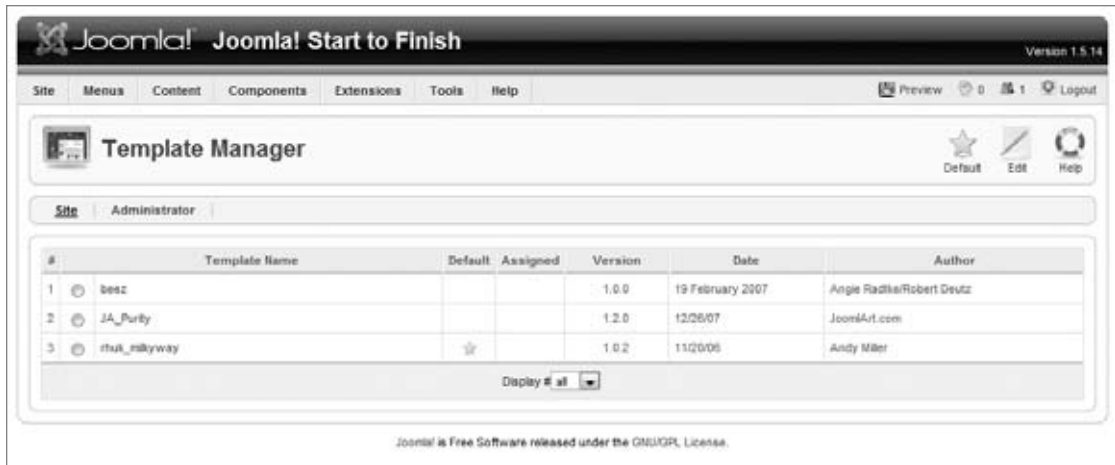 Joomla! Joomla! Start to Finish
Version 1.5.14
Site Menus Content Components Extensions Tools Help Preview 0 1 Logout
Template Manager
Default Edit Help
Site Administrator
# Template Name Default Assigned Version Date Author
1 beez 1.0.0 19 February 2007 Angie Radtke/Robert Deutz
2 JA_Purity 1.2.0 12/26/07 JoomlArt.com
3 rhuk_milkyway 1.0.2 11/20/06 Andy Miller
Display # all
Joomla! is Free Software released under the GNU/GPL License.